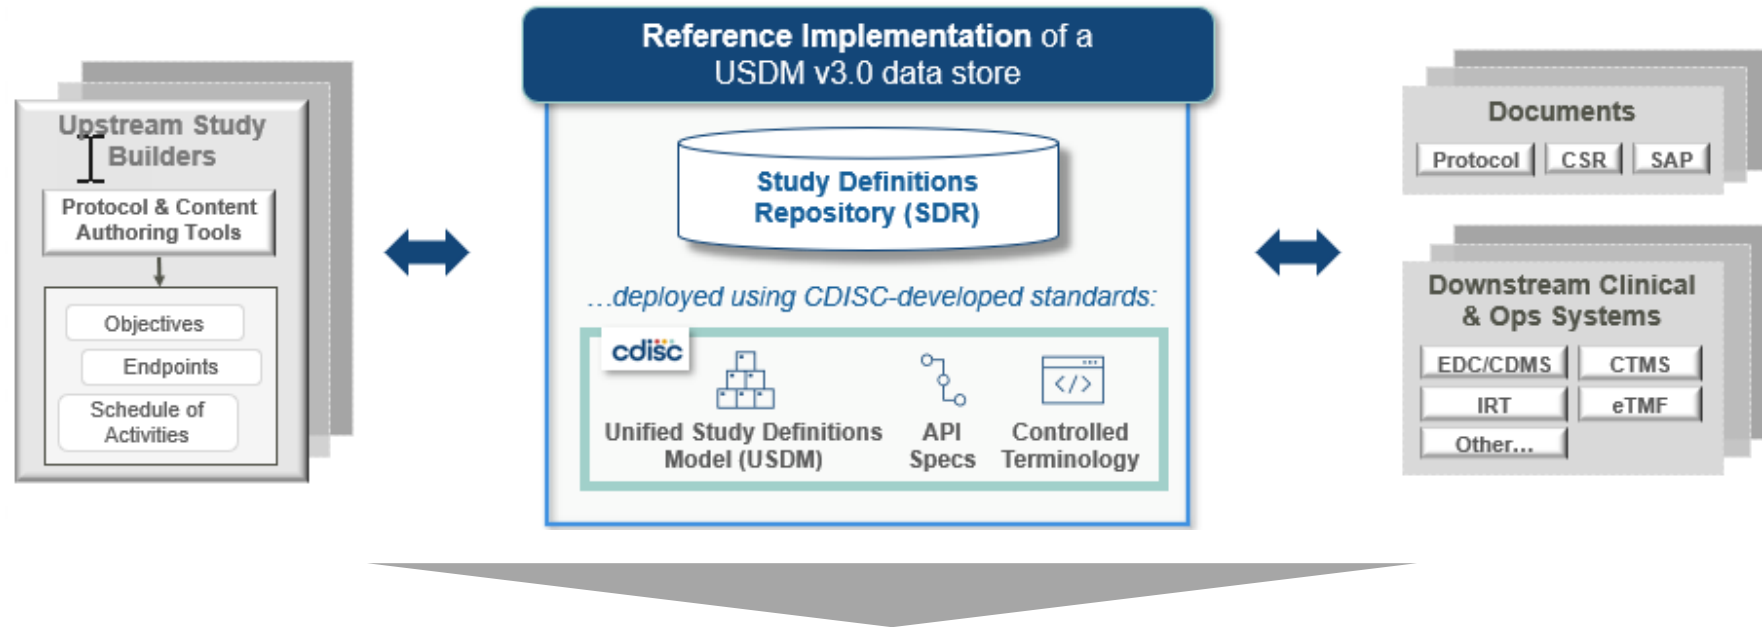 Reference Implementation of a
USDM v3.0 data store
Upstream Study
Builders
Protocol & Content
Authoring Tools
Objectives
Endpoints
Schedule of
Activities
Study Definitions
Repository (SDR)
...deployed using CDISC-developed standards:
cdisc
Unified Study Definitions
Model (USDM)
API
Specs
</>
Controlled
Terminology
Documents
Protocol
CSR
SAP
Downstream Clinical
& Ops Systems
EDC/CDMS
CTMS
IRT
eTMF
Other...